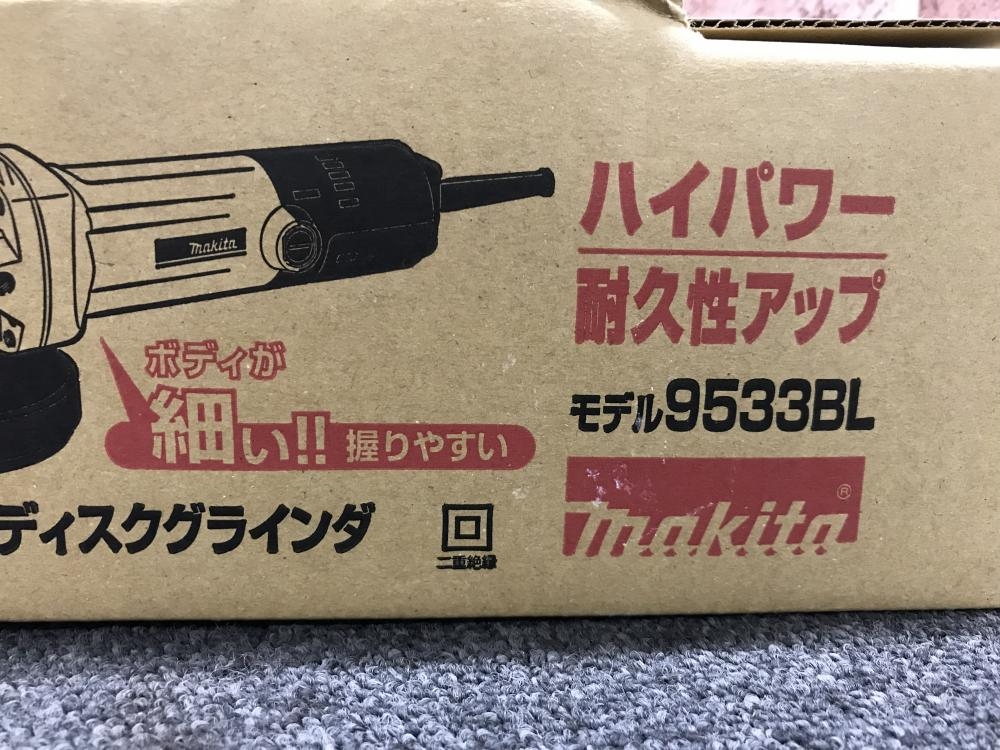 makita
ハイパワー
耐久性アップ
ボディが
細い!! 握りやすい
モデル9533BL
makita®
ディスクグラインダ
二重絶縁